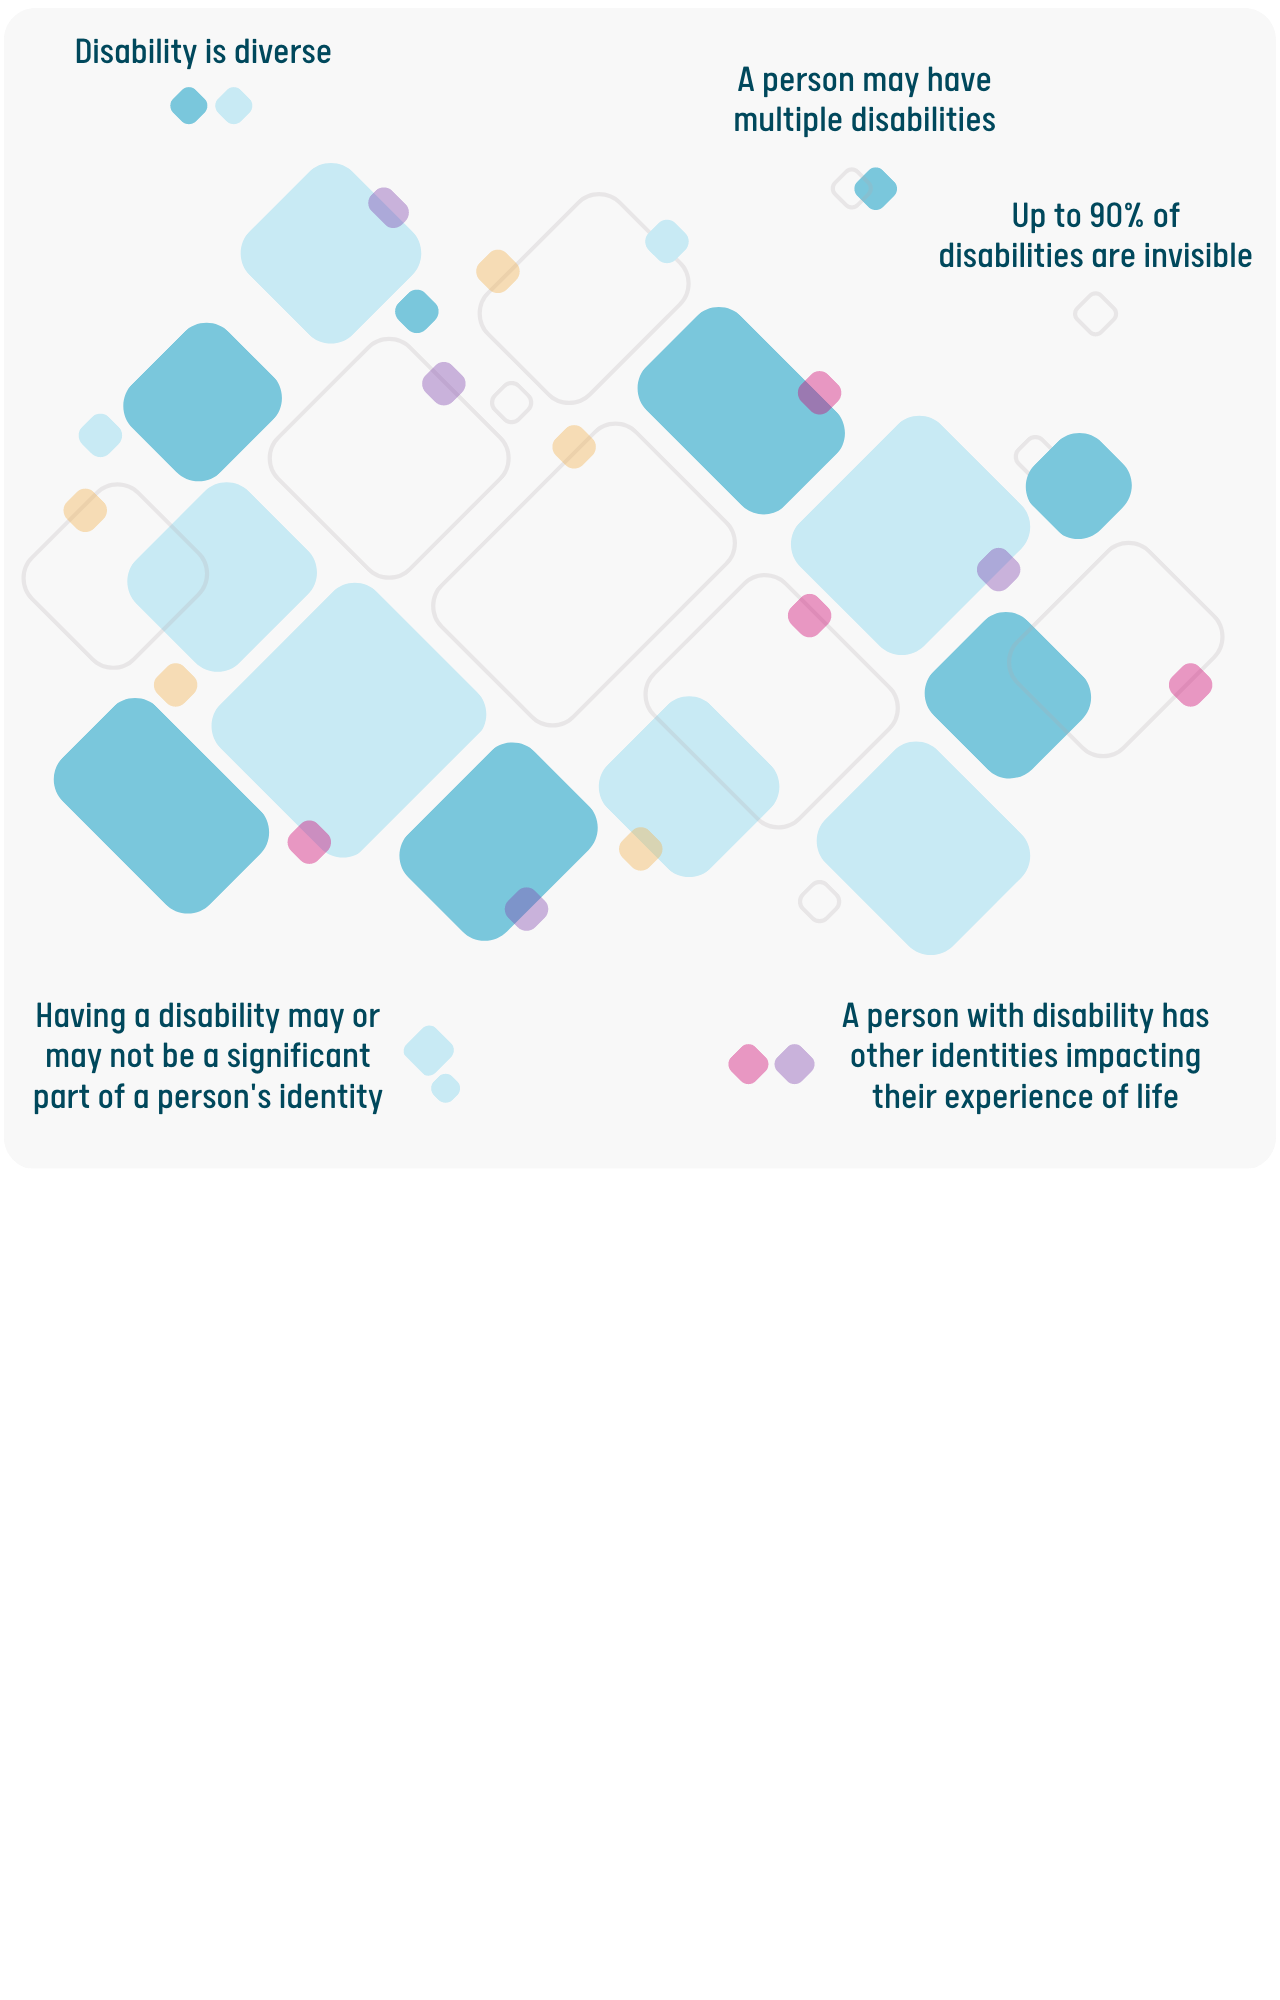 Disability is diverse
A person may have
multiple disabilities
Up to 90% of
disabilities are invisible
Having a disability may or
may not be a significant
part of a person's identity
A person with disability has
other identities impacting
their experience of life